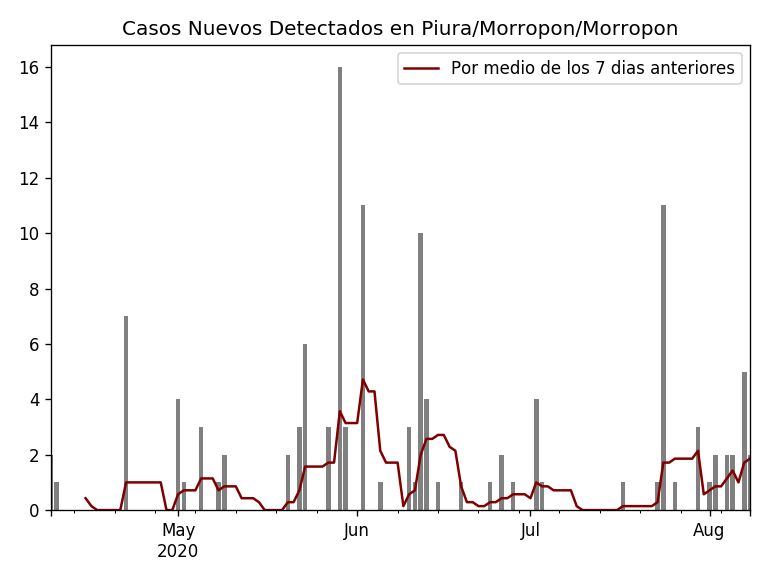 Casos Nuevos Detectados en Piura/Morropon/Morropon
Por medio de los 7 dias anteriores
16
14
12
10
8
6
4
2
0
May
2020
Jun
Jul
Aug